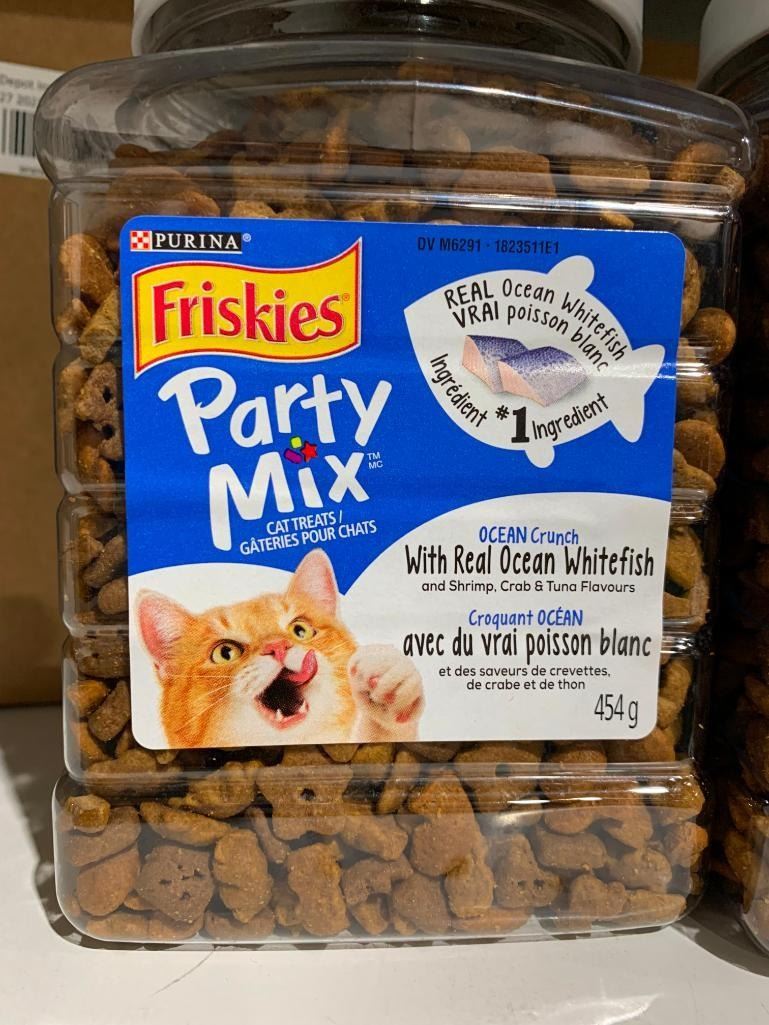 PURINA®
DV M6291 - 1823511E1
Friskies®
Party
Mix™
MC
CAT TREATS /
GÂTERIES POUR CHATS
REAL Ocean Whitefish
VRAI poisson blanc
Ingrédient #1 Ingredient
OCEAN Crunch
With Real Ocean Whitefish
and Shrimp, Crab & Tuna Flavours
Croquant OCÉAN
avec du vrai poisson blanc
et des saveurs de crevettes,
de crabe et de thon
454 g
Depot